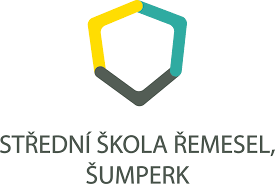 STŘEDNÍ ŠKOLA ŘEMESEL,
ŠUMPERK